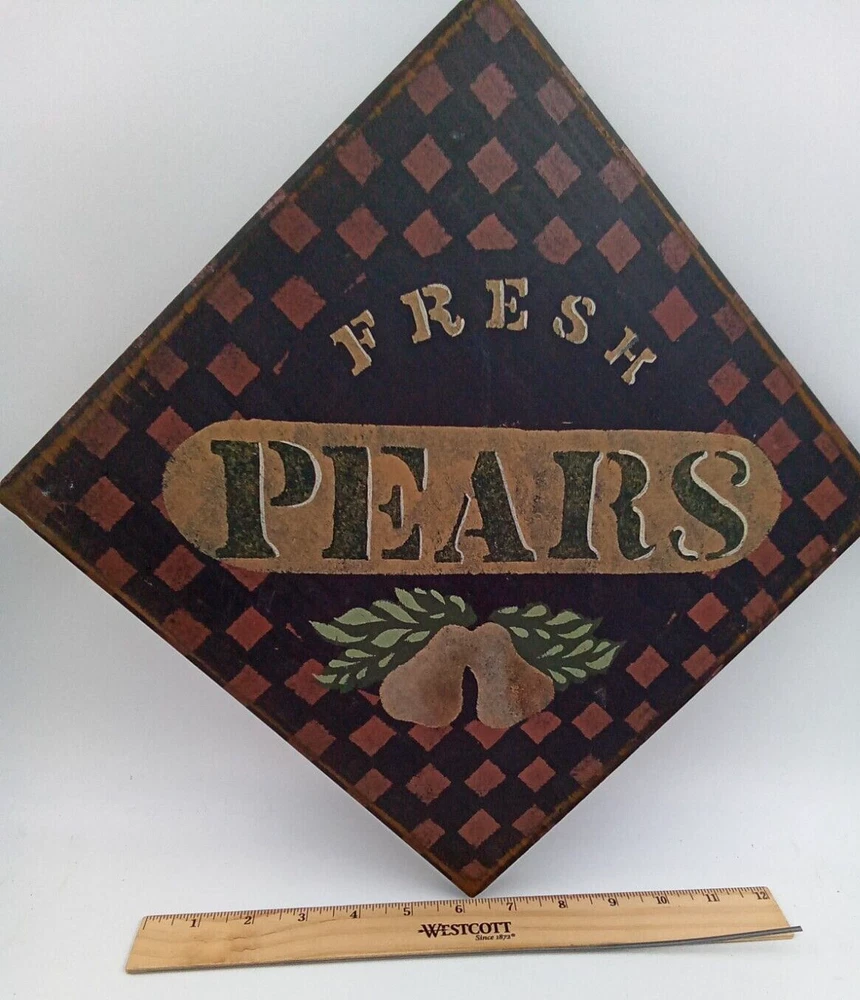 FRESH
PEARS
1 2 3 4 5 6 7 8 9 10 11 12
WESTCOTT
Since 1872®